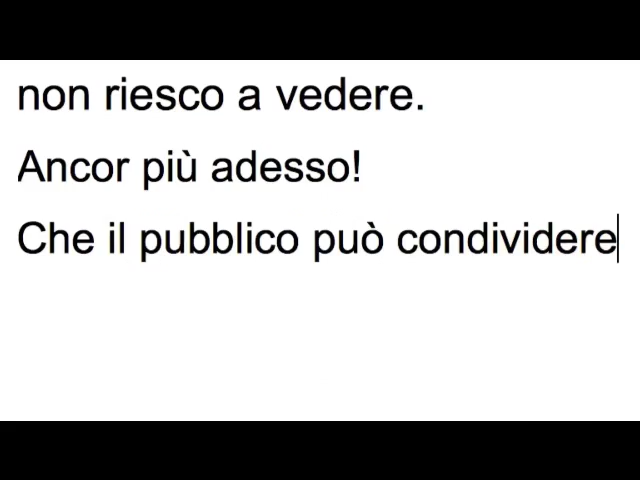 non riesco a vedere.
Ancor più adesso!
Che il pubblico può condividere